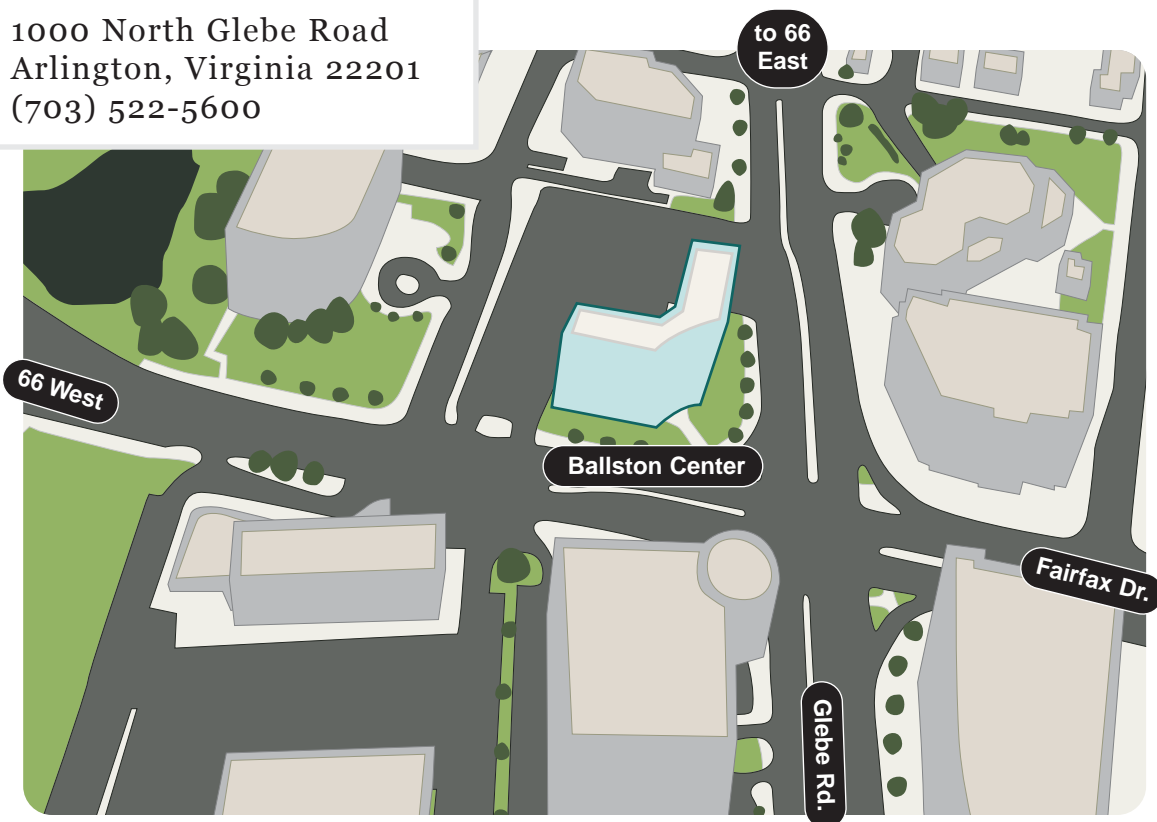 1000 North Glebe Road
Arlington, Virginia 22201
(703) 522-5600
to 66
East
66 West
Ballston Center
Fairfax Dr.
Glebe Rd.